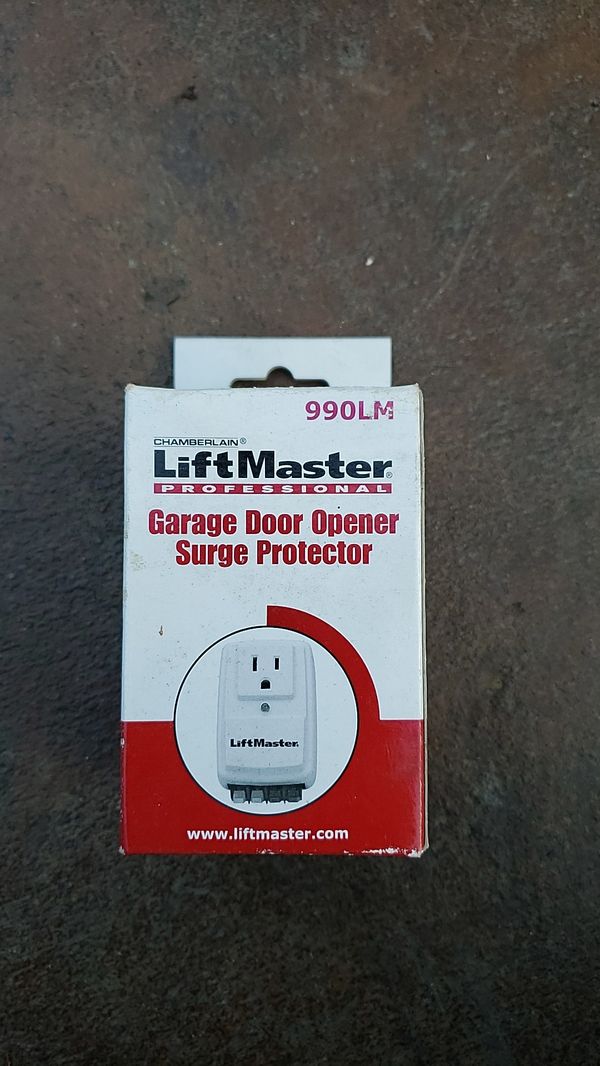 990LM
CHAMBERLAIN®
LiftMaster®
PROFESSIONAL
Garage Door Opener
Surge Protector
LiftMaster®
www.liftmaster.com